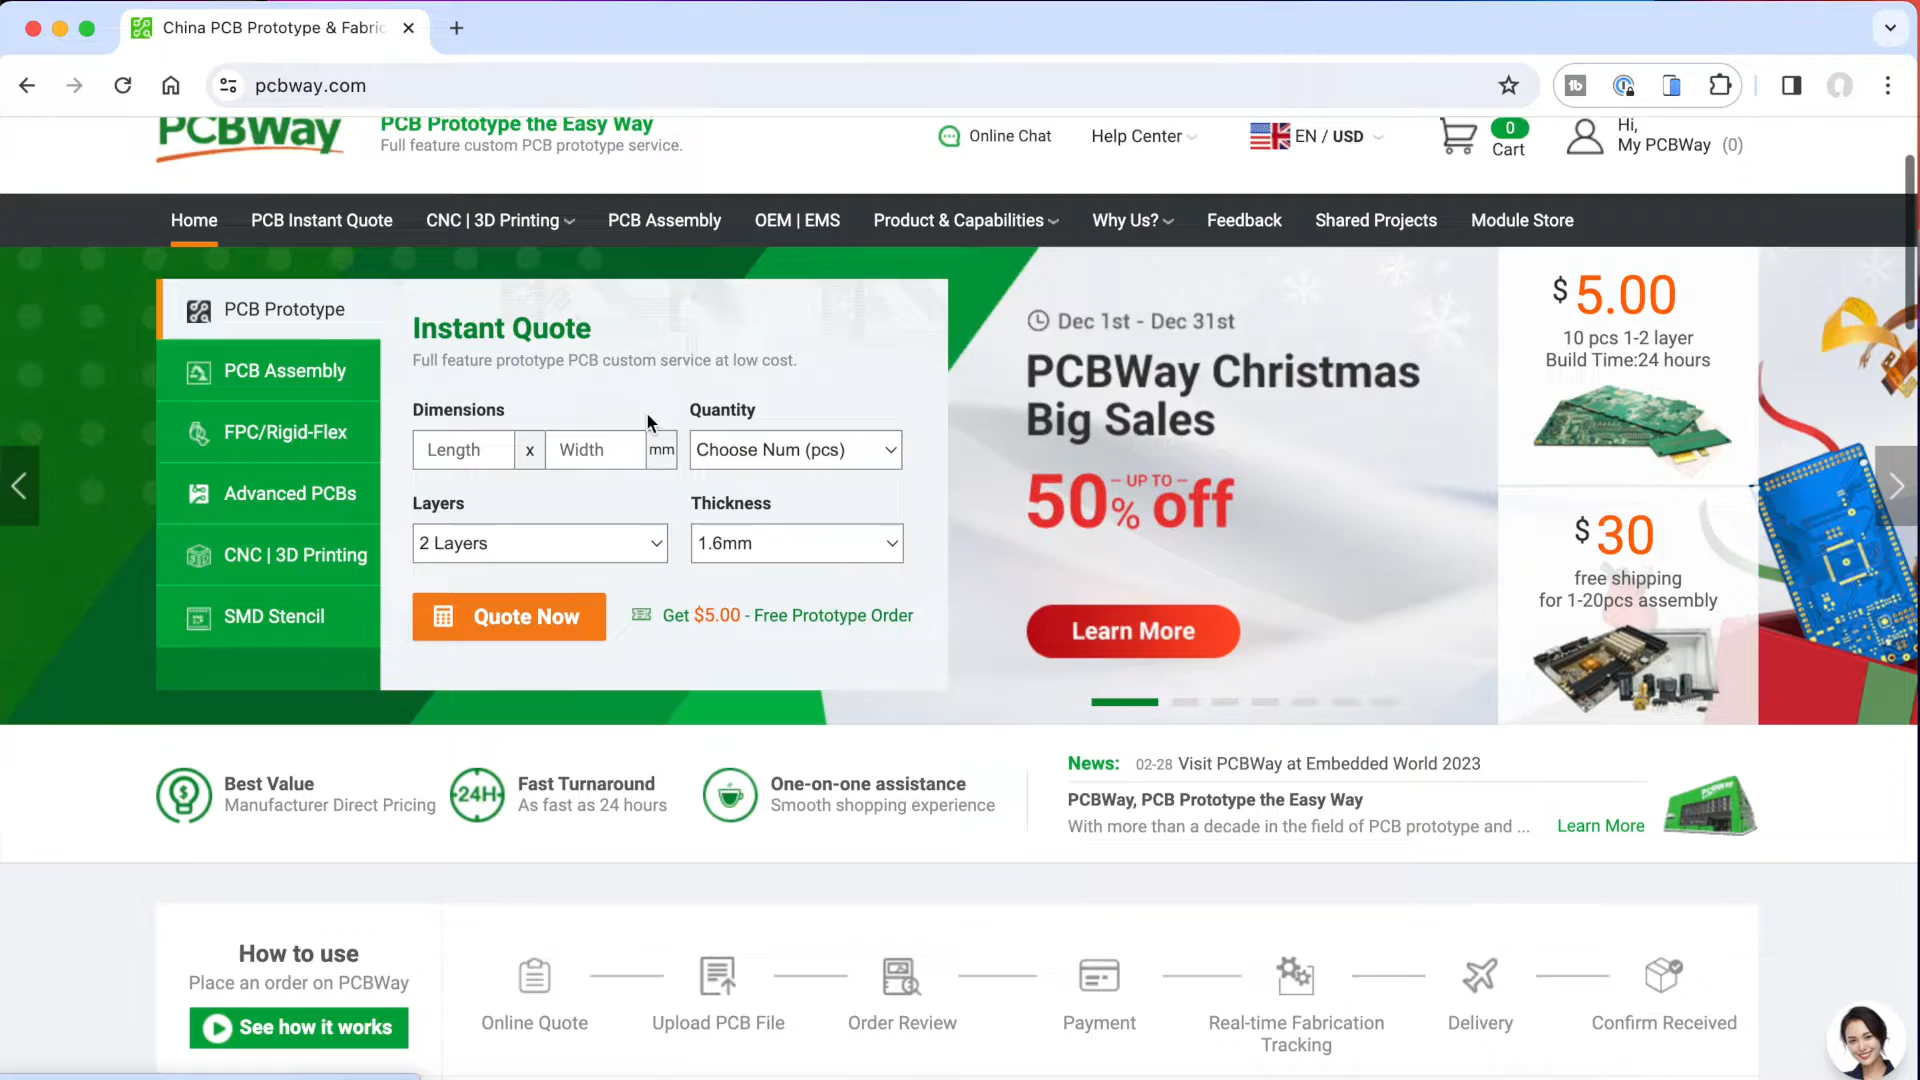 China PCB Prototype & Fabric
pcbway.com
PCBWay
PCB Prototype the Easy Way
Full feature custom PCB prototype service.
Online Chat
Help Center
EN / USD
0
Cart
Hi,
My PCBWay (0)
Home
PCB Instant Quote
CNC | 3D Printing
PCB Assembly
OEM | EMS
Product & Capabilities
Why Us?
Feedback
Shared Projects
Module Store
PCB Prototype
PCB Assembly
FPC/Rigid-Flex
Advanced PCBs
CNC | 3D Printing
SMD Stencil
Instant Quote
Full feature prototype PCB custom service at low cost.
Dimensions
Quantity
Length x Width mm
Choose Num (pcs)
Layers
Thickness
2 Layers
1.6mm
Quote Now
Get $5.00 - Free Prototype Order
Dec 1st - Dec 31st
PCBWay Christmas
Big Sales
50% - UP TO - off
Learn More
$5.00
10 pcs 1-2 layer
Build Time:24 hours
$30
free shipping
for 1-20pcs assembly
Best Value
Manufacturer Direct Pricing
24H
Fast Turnaround
As fast as 24 hours
One-on-one assistance
Smooth shopping experience
News: 02-28 Visit PCBWay at Embedded World 2023
PCBWay, PCB Prototype the Easy Way
With more than a decade in the field of PCB prototype and ... Learn More
How to use
Place an order on PCBWay
See how it works
Online Quote
Upload PCB File
Order Review
Payment
Real-time Fabrication
Tracking
Delivery
Confirm Received